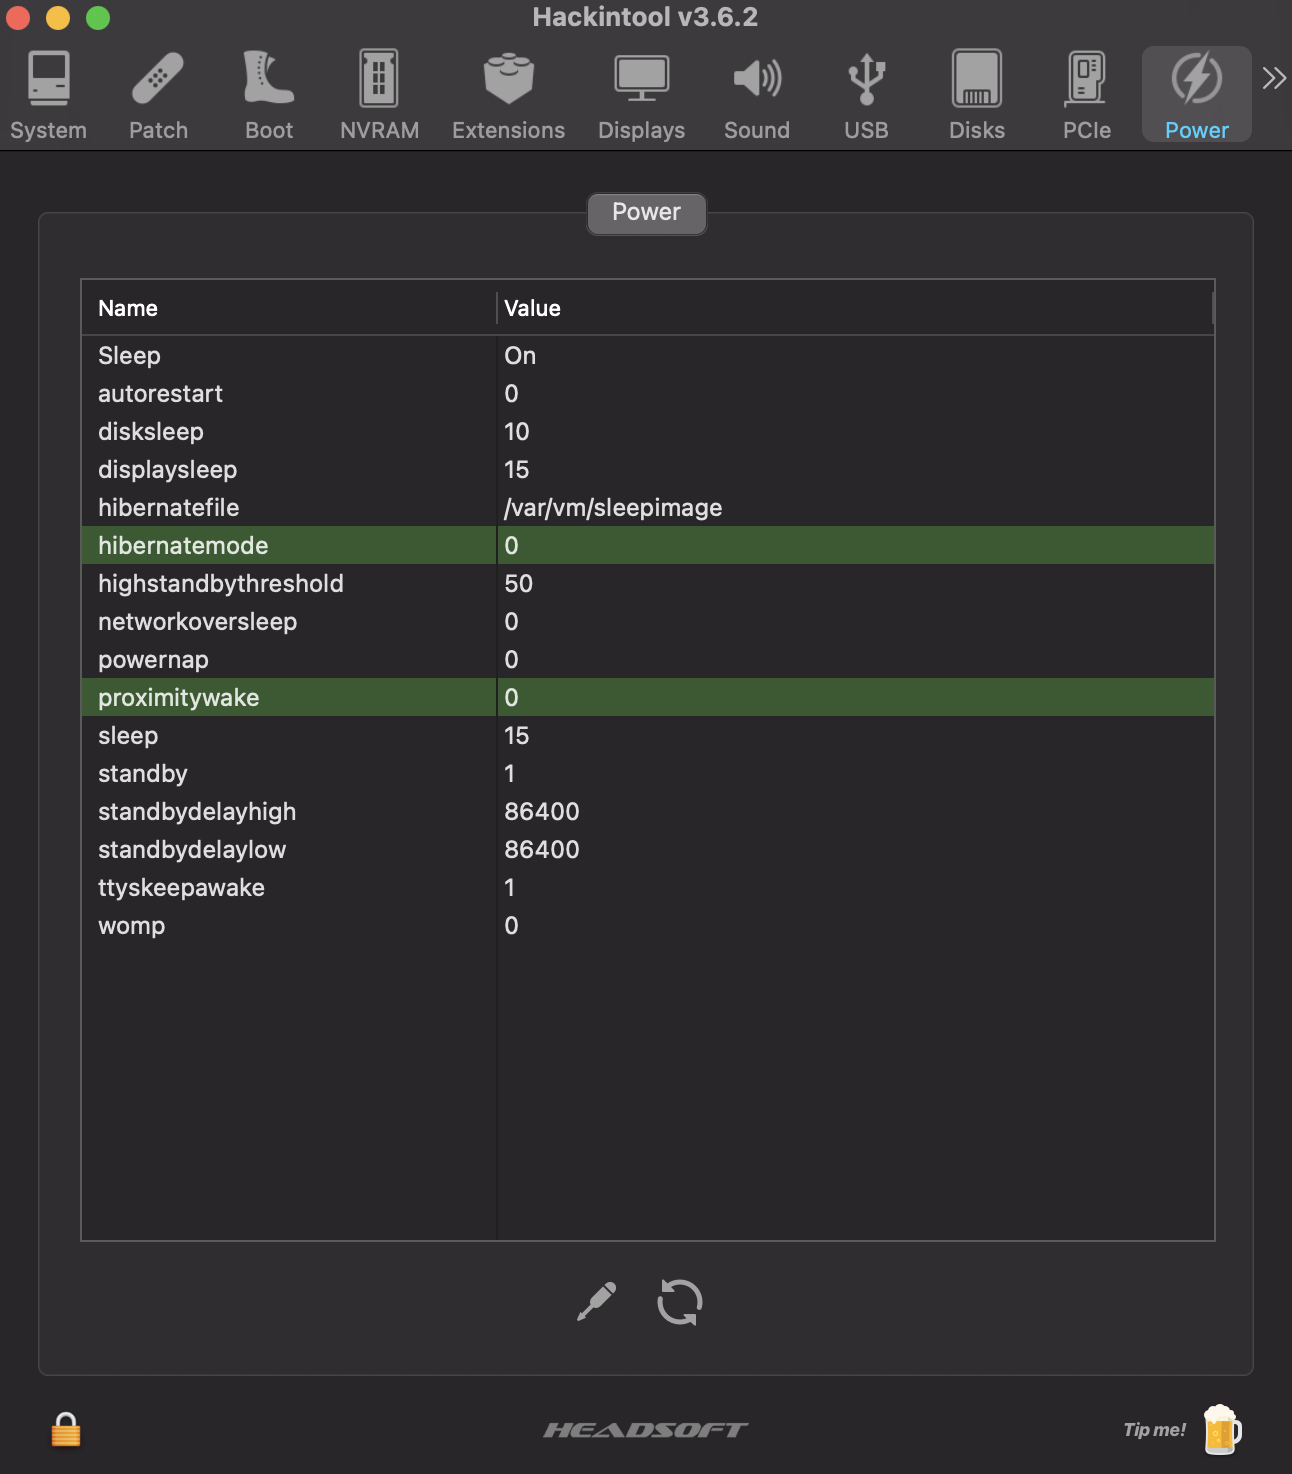 Hackintool v3.6.2
System Patch Boot NVRAM Extensions Displays Sound USB Disks PCIe Power
Power
Name Value
Sleep On
autorestart 0
disksleep 10
displaysleep 15
hibernatefile /var/vm/sleepimage
hibernatemode 0
highstandbythreshold 50
networkoversleep 0
powernap 0
proximitywake 0
sleep 15
standby 1
standbydelayhigh 86400
standbydelaylow 86400
ttyskeepawake 1
womp 0
HEADSOFT Tip me!